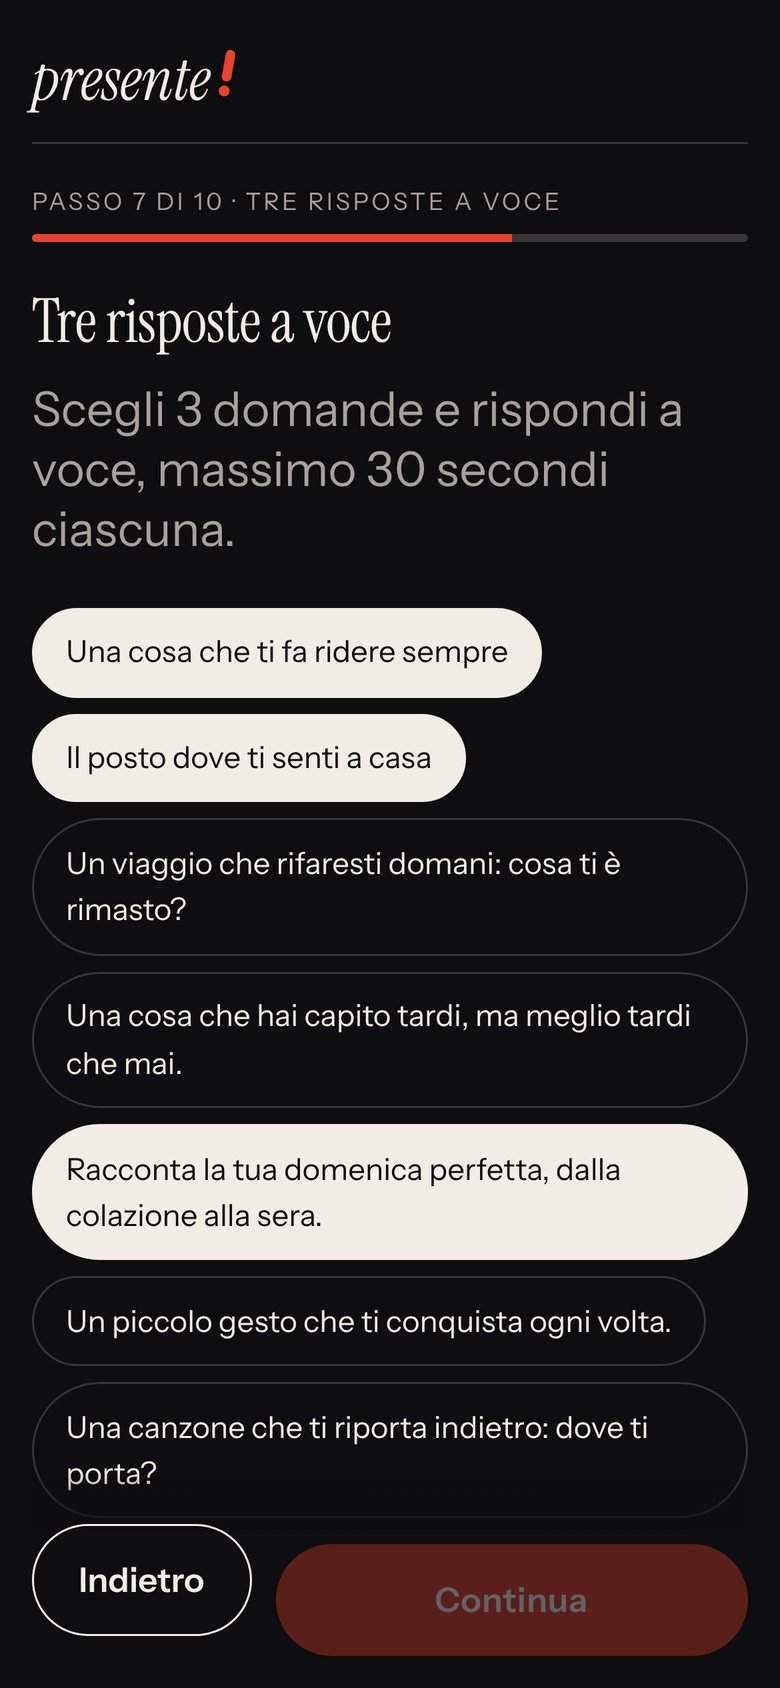 presente!
PASSO 7 DI 10 · TRE RISPOSTE A VOCE
Tre risposte a voce
Scegli 3 domande e rispondi a
voce, massimo 30 secondi
ciascuna.
Una cosa che ti fa ridere sempre
Il posto dove ti senti a casa
Un viaggio che rifaresti domani: cosa ti è
rimasto?
Una cosa che hai capito tardi, ma meglio tardi
che mai.
Racconta la tua domenica perfetta, dalla
colazione alla sera.
Un piccolo gesto che ti conquista ogni volta.
Una canzone che ti riporta indietro: dove ti
porta?
Indietro
Continua